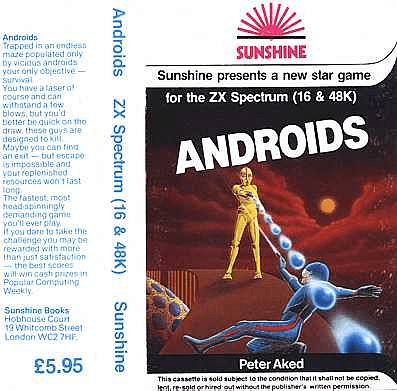 Androids
Trapped in an endless
maze populated only
by vicious androids
your only objective —
survival.
You have a laser of
course and can
withstand a few
blows, but you'd
better be quick on the
draw, these guys are
designed to kill.
Maybe you can find
an exit — but escape
is impossible and
your replenished
resources won't last
long.
The fastest, most
head-spinningly
demanding game
you'll ever play.
If you dare to take the
challenge you may be
rewarded with more
than just satisfaction
— the best scores
will win cash prizes in
Popular Computing
Weekly.
Sunshine Books
Hobhouse Court
19 Whitcomb Street
London WC2 7HF.
£5.95
Androids ZX Spectrum (16 & 48K) Sunshine
SUNSHINE
Sunshine presents a new star game
for the ZX Spectrum (16 & 48K)
ANDROIDS
Peter Aked
This cassette is sold subject to the condition that it shall not be copied,
lent, re-sold or hired out without the publisher's written permission.